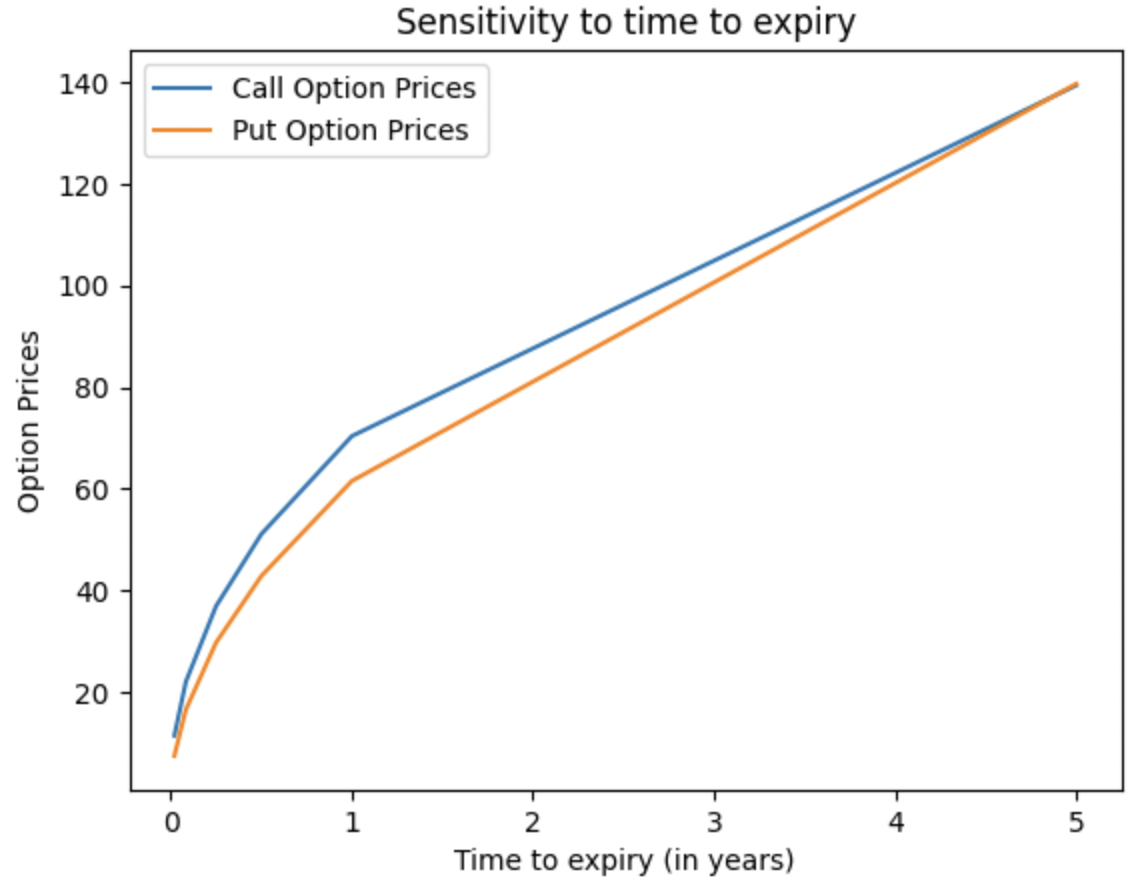 Sensitivity to time to expiry
Call Option Prices
Put Option Prices
140
120
100
80
60
40
20
Option Prices
0 1 2 3 4 5
Time to expiry (in years)